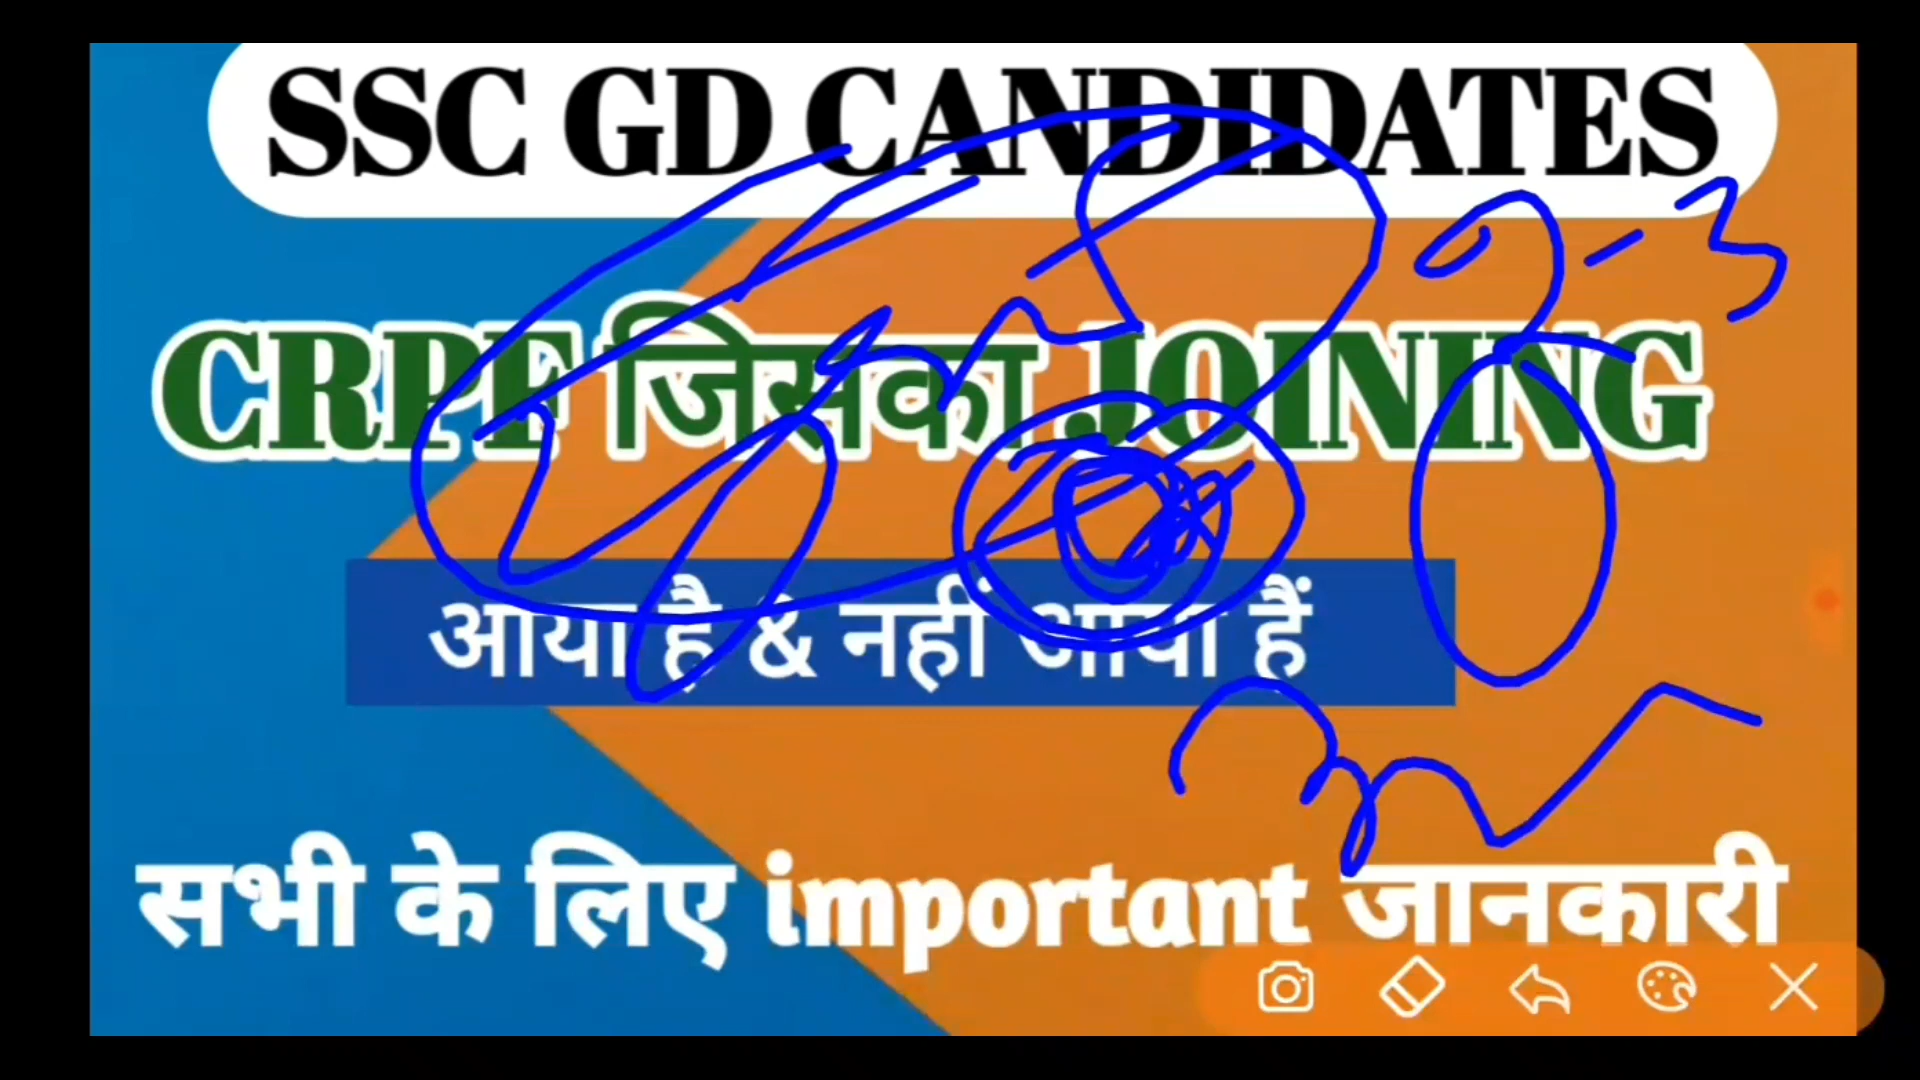 SSC GD CANDIDATES
CRPF जिसका JOINING
आया है & नहीं आया हैं
सभी के लिए important जानकारी